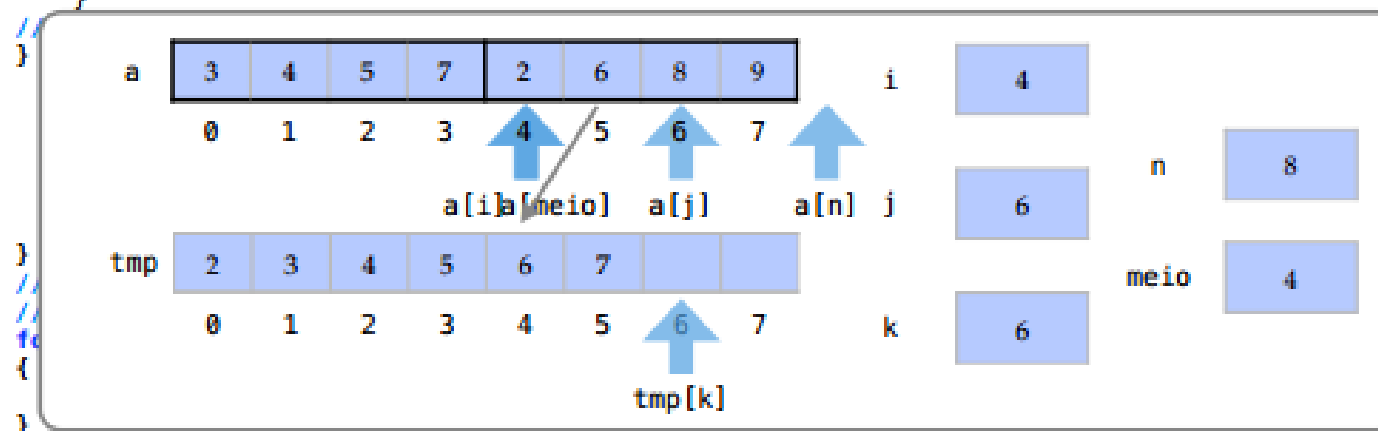 }
//
}
a 3 4 5 7 2 6 8 9
0 1 2 3 4 5 6 7
a[i] a[meio] a[j] a[n]
i 4
n 8
j 6
meio 4
k 6
}
tmp 2 3 4 5 6 7
//
//
0 1 2 3 4 5 6 7
{
tmp[k]
}